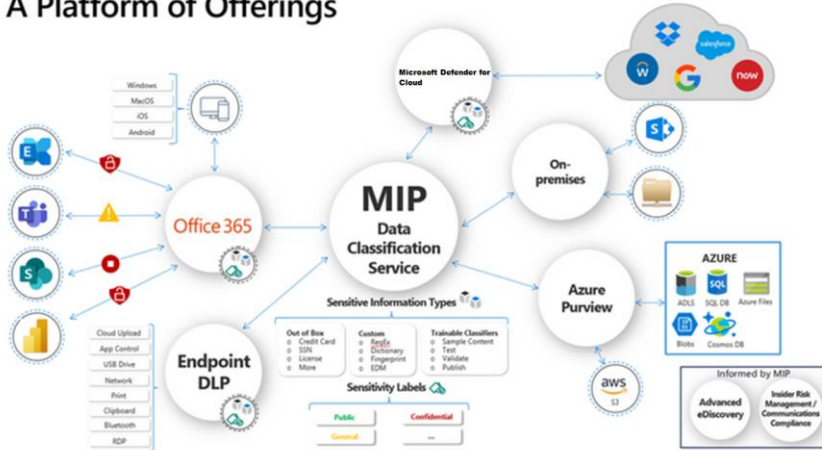 A Platform of Offerings
Windows
MacOS
iOS
Android
Microsoft Defender for
Cloud
W
salesforce
G
now
E
T
S
Office 365
MIP
Data
Classification
Service
On-
premises
S
Azure
Purview
AZURE
ADLS
SQL
SQL DB
Azure Files
Blobs
Cosmos DB
aws
S3
Cloud Upload
App Control
USB Drive
Network
Print
Clipboard
Bluetooth
RDP
Endpoint
DLP
Sensitive Information Types
Out of Box
Credit Card
SSN
License
More
Custom
RegEx
Dictionary
Fingerprint
EDM
Trainable Classifiers
Sample Content
Test
Validate
Publish
Sensitivity Labels
Public
Confidential
General
...
Informed by MIP
Advanced
eDiscovery
Insider Risk
Management /
Communications
Compliance